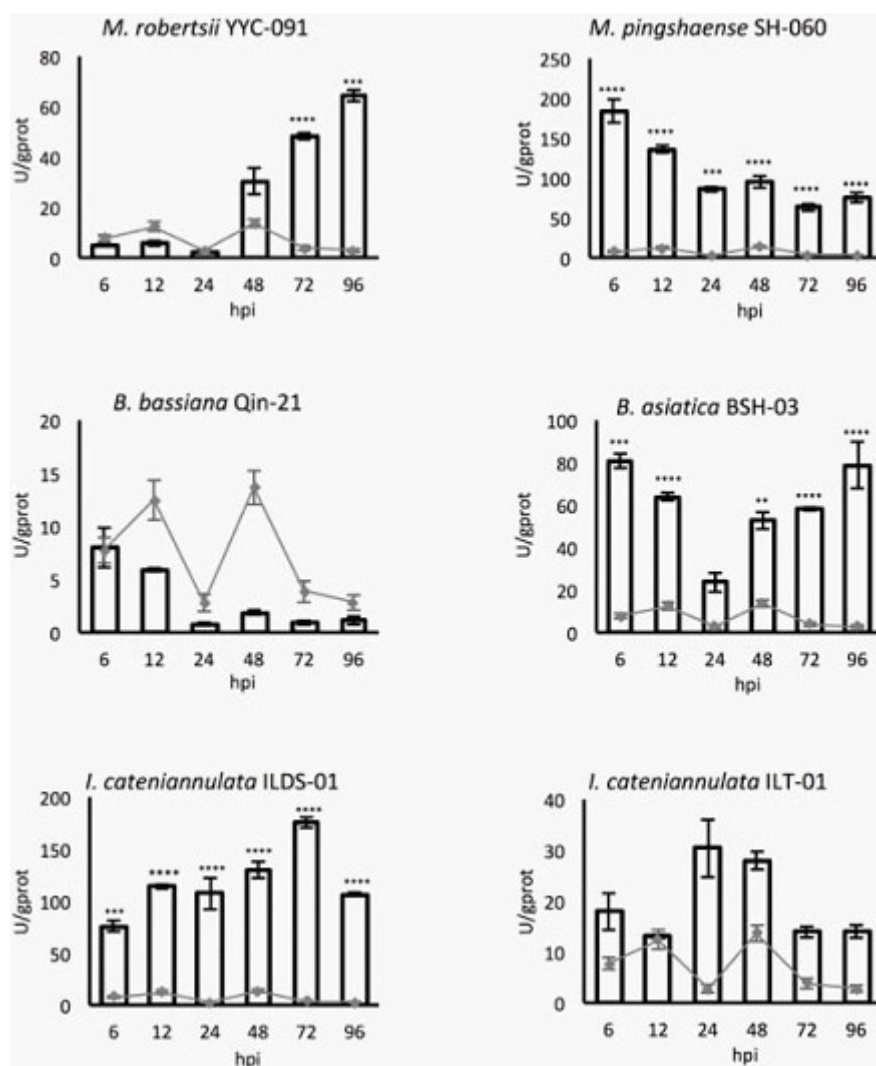 M. robertsii YYC-091
U/gprot
80
60
40
20
0
*** 
****
6 12 24 48 72 96
hpi
M. pingshaense SH-060
U/gprot
250
200
150
100
50
0
****
****
***
****
****
****
6 12 24 48 72 96
hpi
B. bassiana Qin-21
U/gprot
20
15
10
5
0
6 12 24 48 72 96
hpi
B. asiatica BSH-03
U/gprot
100
80
60
40
20
0
***
****
**
****
****
6 12 24 48 72 96
hpi
I. cateniannulata ILDS-01
U/gprot
200
150
100
50
0
***
****
****
****
****
****
6 12 24 48 72 96
hpi
I. cateniannulata ILT-01
U/gprot
40
30
20
10
0
6 12 24 48 72 96
hpi